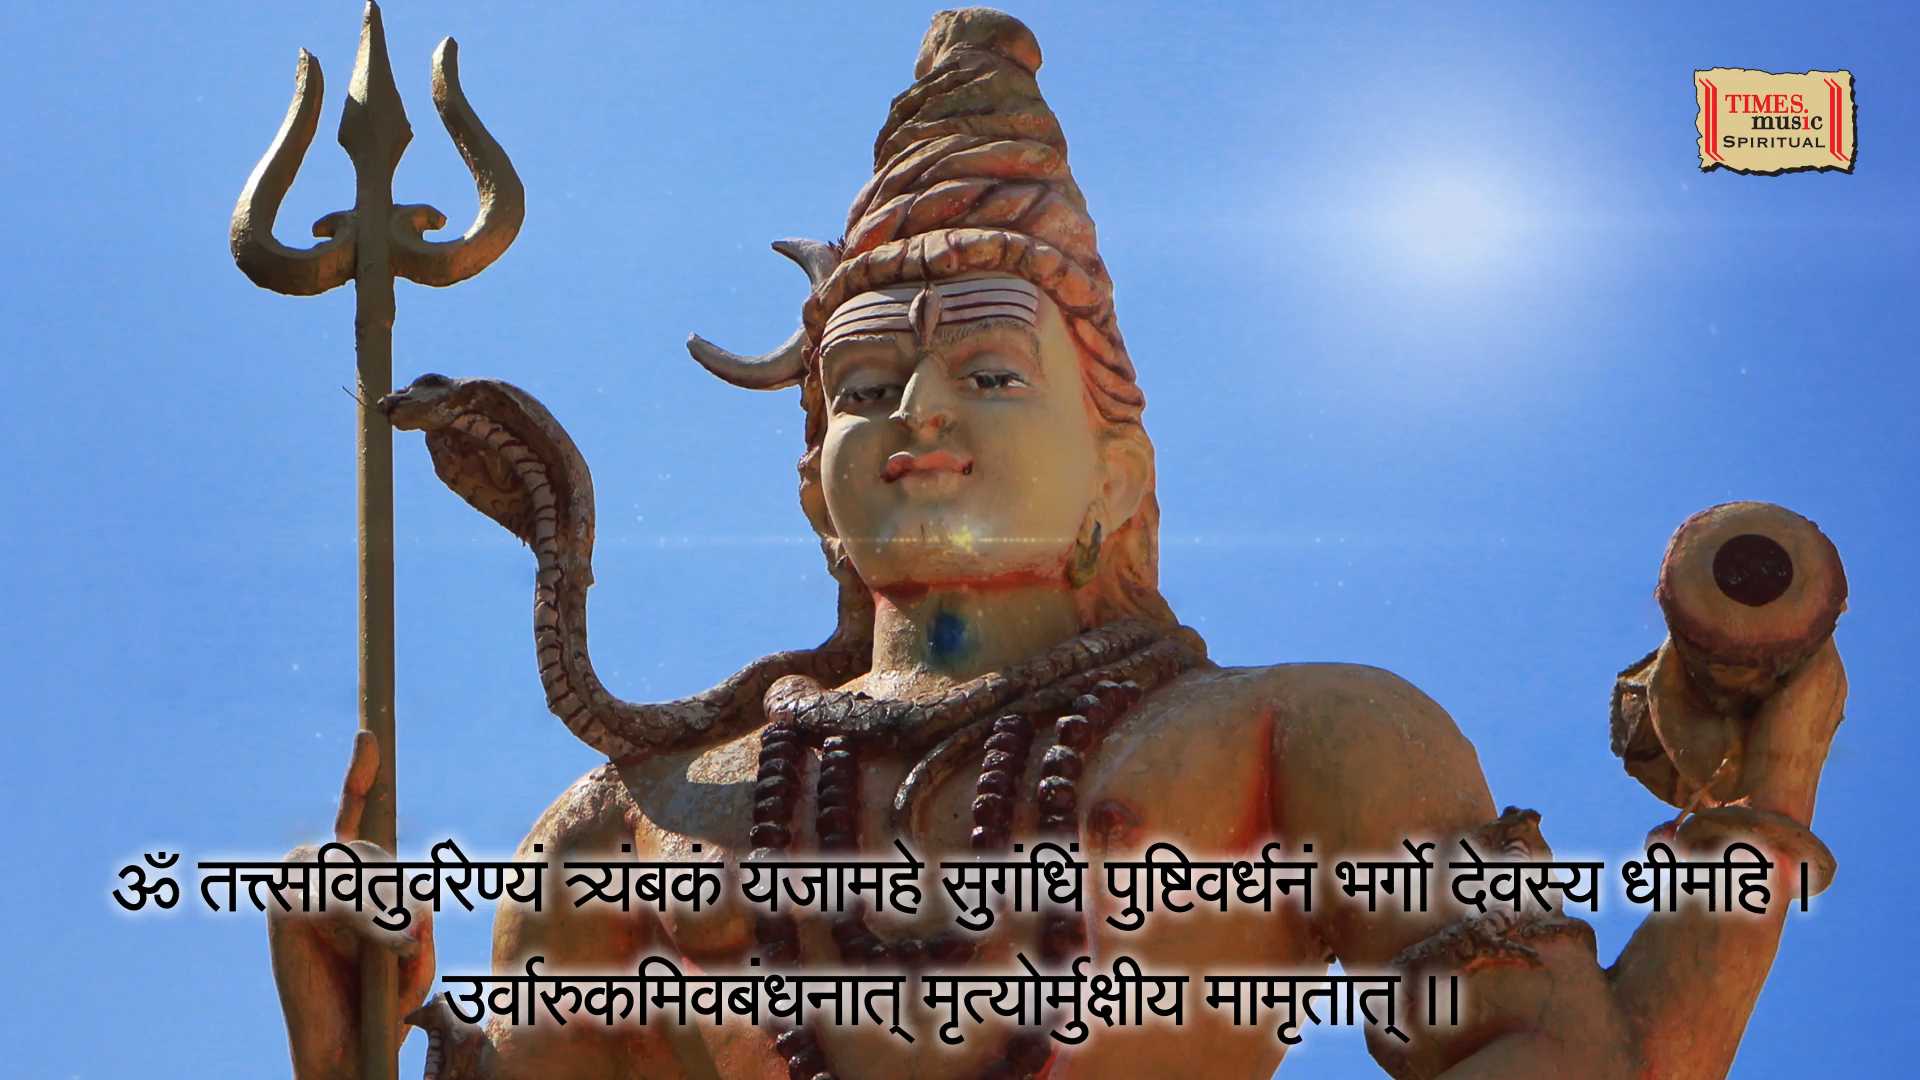 TIMES.
music
SPIRITUAL
ॐ तत्त्सवितुर्वरेण्यं त्र्यंबकं यजामहे सुगंधिं पुष्टिवर्धनं भर्गो देवस्य धीमहि ।
उर्वारुकमिवबंधनात् मृत्योर्मुक्षीय मामृतात् ।।